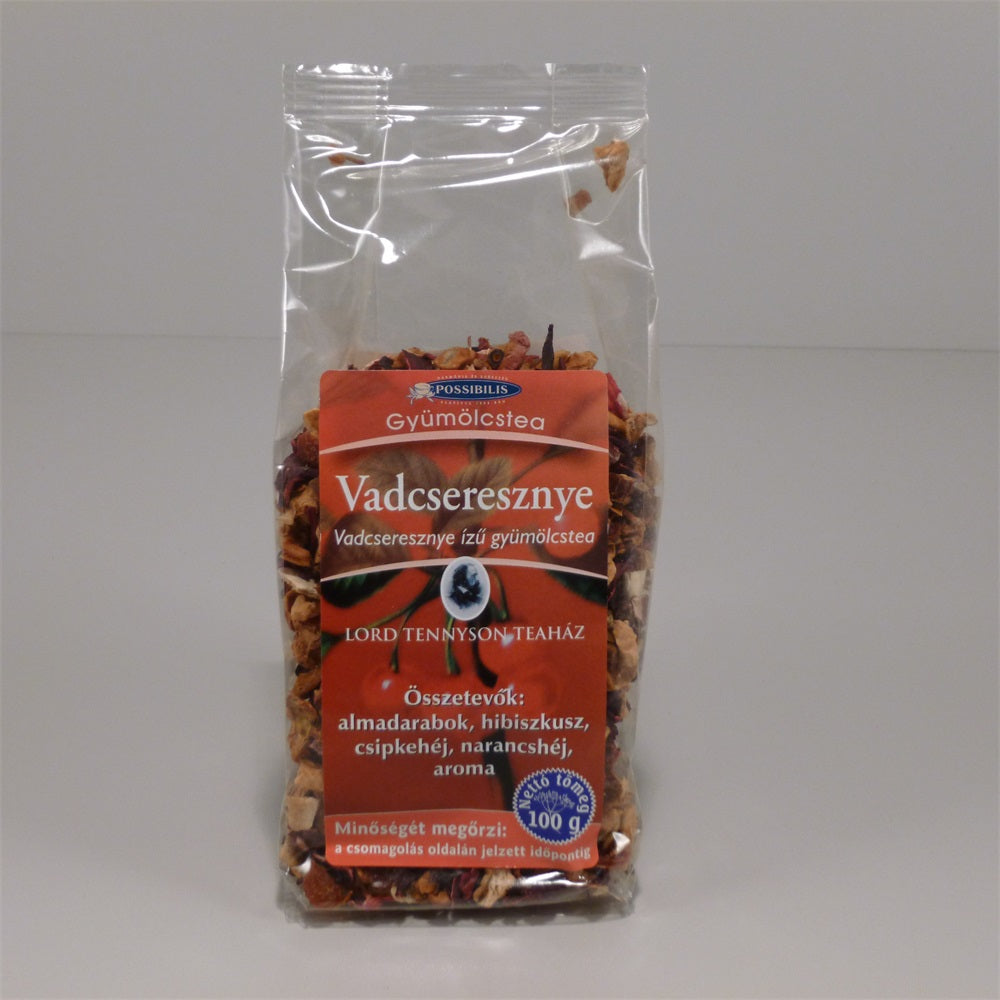 POSSIBILIS
Gyümölcstea
Vadcseresznye
Vadcseresznye ízű gyümölcstea
LORD TENNYSON TEAHÁZ
Összetevők:
almadarabok, hibiszkusz,
csipkehéj, narancshéj,
aroma
Nettó tömeg
100 g
Minőségét megőrzi:
a csomagolás oldalán jelzett időpontig